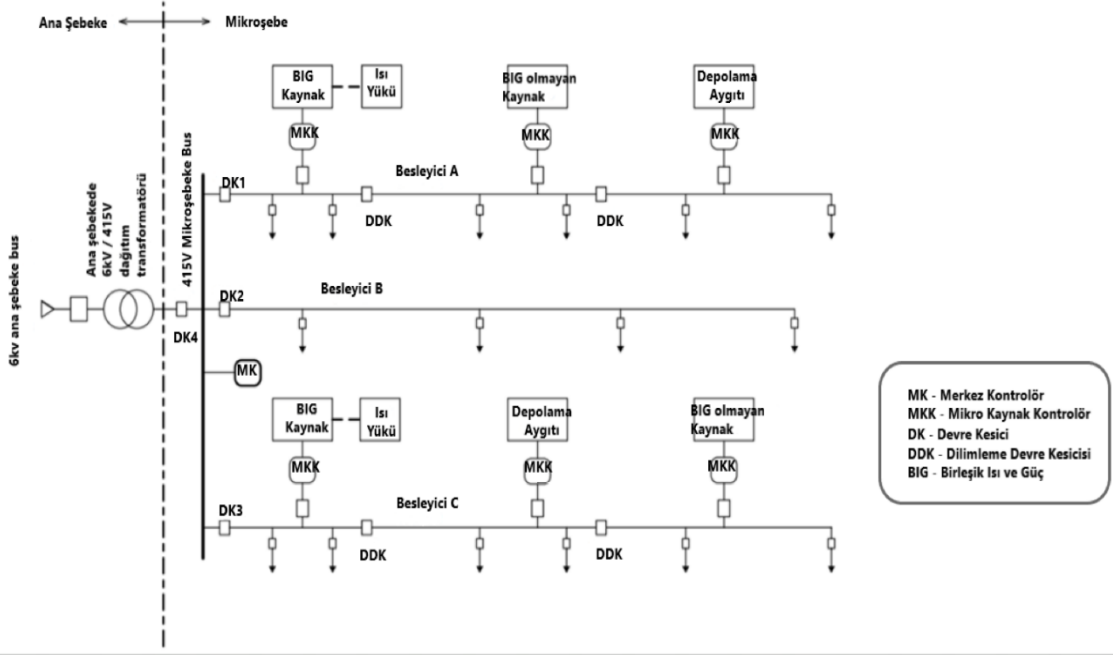 Ana Şebeke
Mikroşebe
BIG
Kaynak
Isı
Yükü
BIG olmayan
Kaynak
Depolama
Aygıtı
MKK
MKK
MKK
Besleyici A
DK1
DDK
DDK
6kv ana şebeke bus
Ana şebekede
6kV / 415V
dağıtım
transformatörü
415V Mikroşebeke Bus
DK2
Besleyici B
DK4
MK
BIG
Kaynak
Isı
Yükü
Depolama
Aygıtı
BIG olmayan
Kaynak
MKK
MKK
MKK
Besleyici C
DK3
DDK
DDK
MK - Merkez Kontrolör
MKK - Mikro Kaynak Kontrolör
DK - Devre Kesici
DDK - Dilimleme Devre Kesicisi
BIG - Birleşik Isı ve Güç